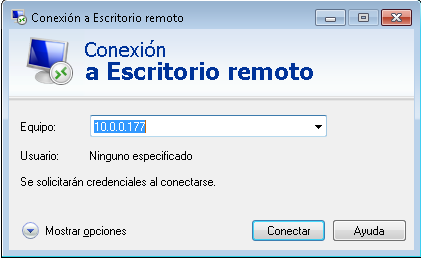 Conexión a Escritorio remoto
Conexión
a Escritorio remoto
Equipo: 10.0.0.177
Usuario: Ninguno especificado
Se solicitarán credenciales al conectarse.
Mostrar opciones Conectar Ayuda